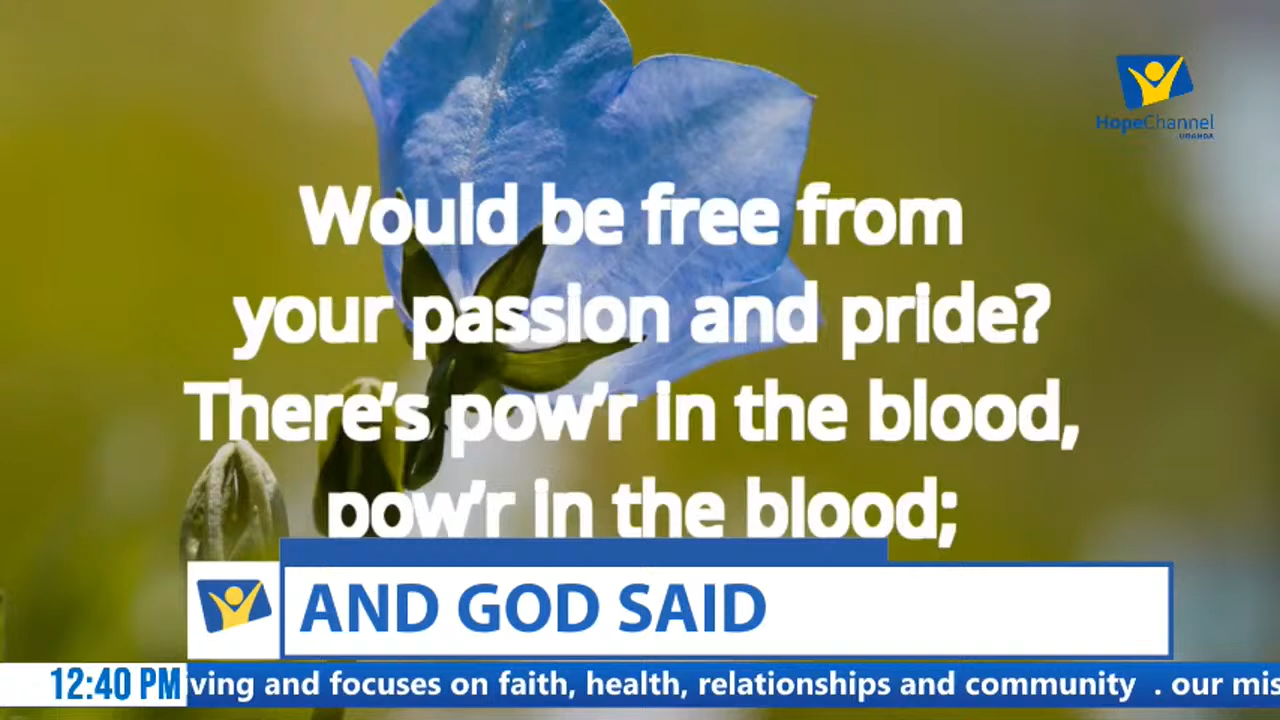 HopeChannel
UGANDA
Would be free from
your passion and pride?
There's pow'r in the blood,
pow'r in the blood;
AND GOD SAID
12:40 PM
ving and focuses on faith, health, relationships and community . our mis